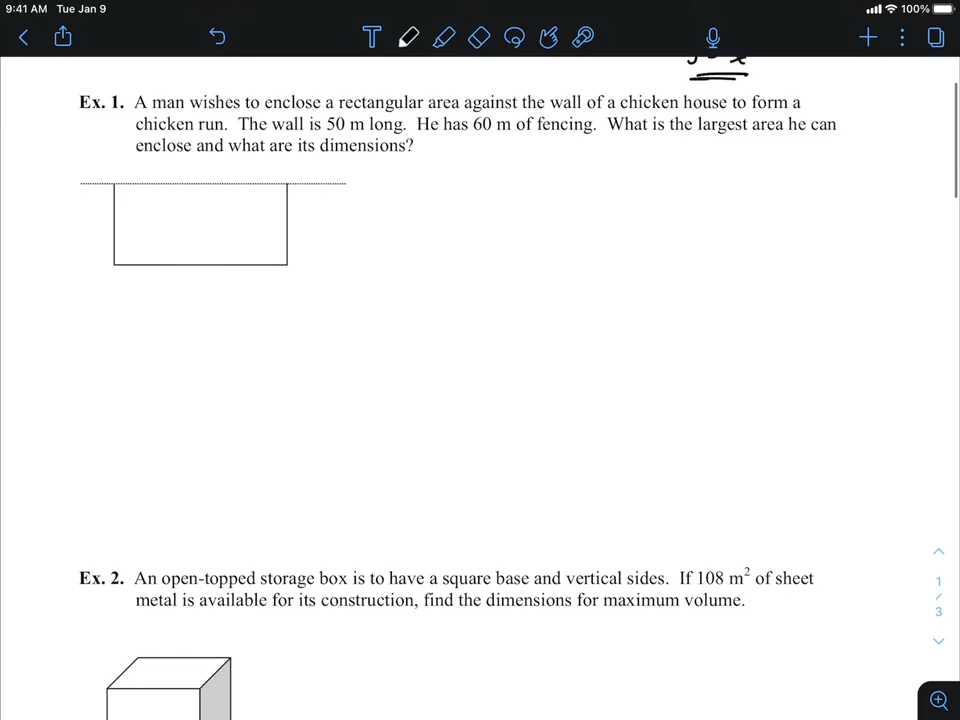 9:41 AM Tue Jan 9
100%
Ex. 1. A man wishes to enclose a rectangular area against the wall of a chicken house to form a
chicken run. The wall is 50 m long. He has 60 m of fencing. What is the largest area he can
enclose and what are its dimensions?
Ex. 2. An open-topped storage box is to have a square base and vertical sides. If 108 m² of sheet
metal is available for its construction, find the dimensions for maximum volume.
1
/
3